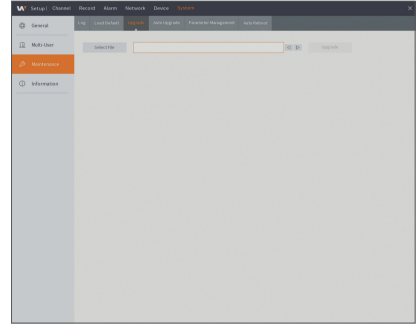 Setup Channel Record Alarm Network Device System
General
Log Load Default Upgrade Auto Upgrade Parameter Management Auto Reboot
Multi-User
Select File Upgrade
Maintenance
Information